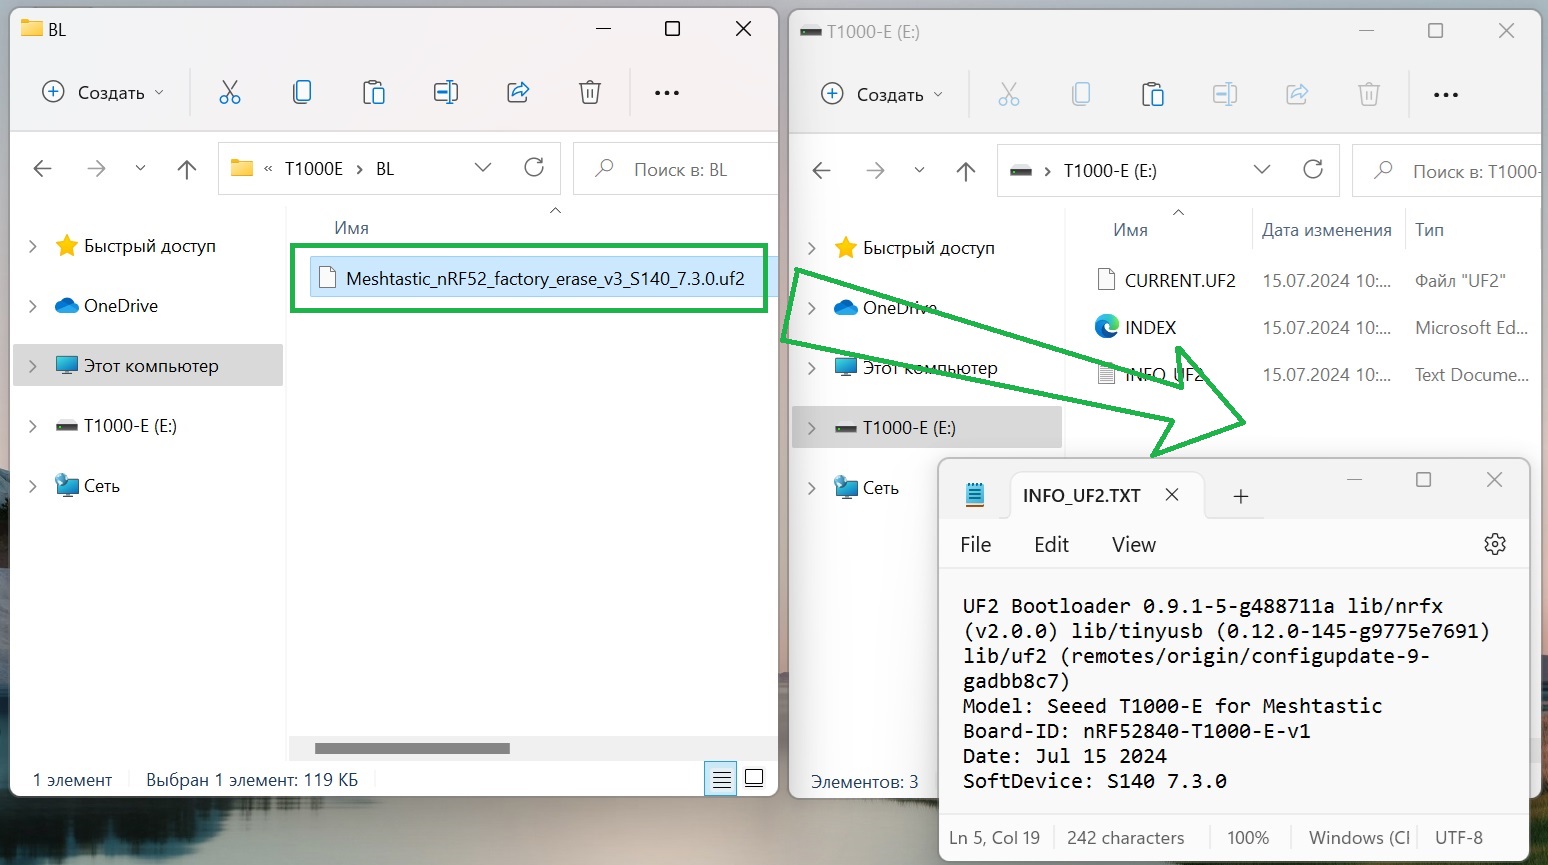 BL
Создать
« T1000E > BL
Поиск в: BL
Имя
Быстрый доступ
Meshtastic_nRF52_factory_erase_v3_S140_7.3.0.uf2
OneDrive
Этот компьютер
T1000-E (E:)
Сеть
1 элемент
Выбран 1 элемент: 119 КБ
T1000-E (E:)
Создать
> T1000-E (E:)
Поиск в: T1000-
Имя
Дата изменения
Тип
Быстрый доступ
CURRENT.UF2 15.07.2024 10:... Файл "UF2"
OneDrive
INDEX 15.07.2024 10:... Microsoft Ed...
Этот компьютер
INFO_UF2 15.07.2024 10:... Text Docume...
T1000-E (E:)
Сеть
Элементов: 3
INFO_UF2.TXT
File Edit View
UF2 Bootloader 0.9.1-5-g488711a lib/nrfx
(v2.0.0) lib/tinyusb (0.12.0-145-g9775e7691)
lib/uf2 (remotes/origin/configupdate-9-
gadbb8c7)
Model: Seeed T1000-E for Meshtastic
Board-ID: nRF52840-T1000-E-v1
Date: Jul 15 2024
SoftDevice: S140 7.3.0
Ln 5, Col 19
242 characters
100%
Windows (Cl
UTF-8